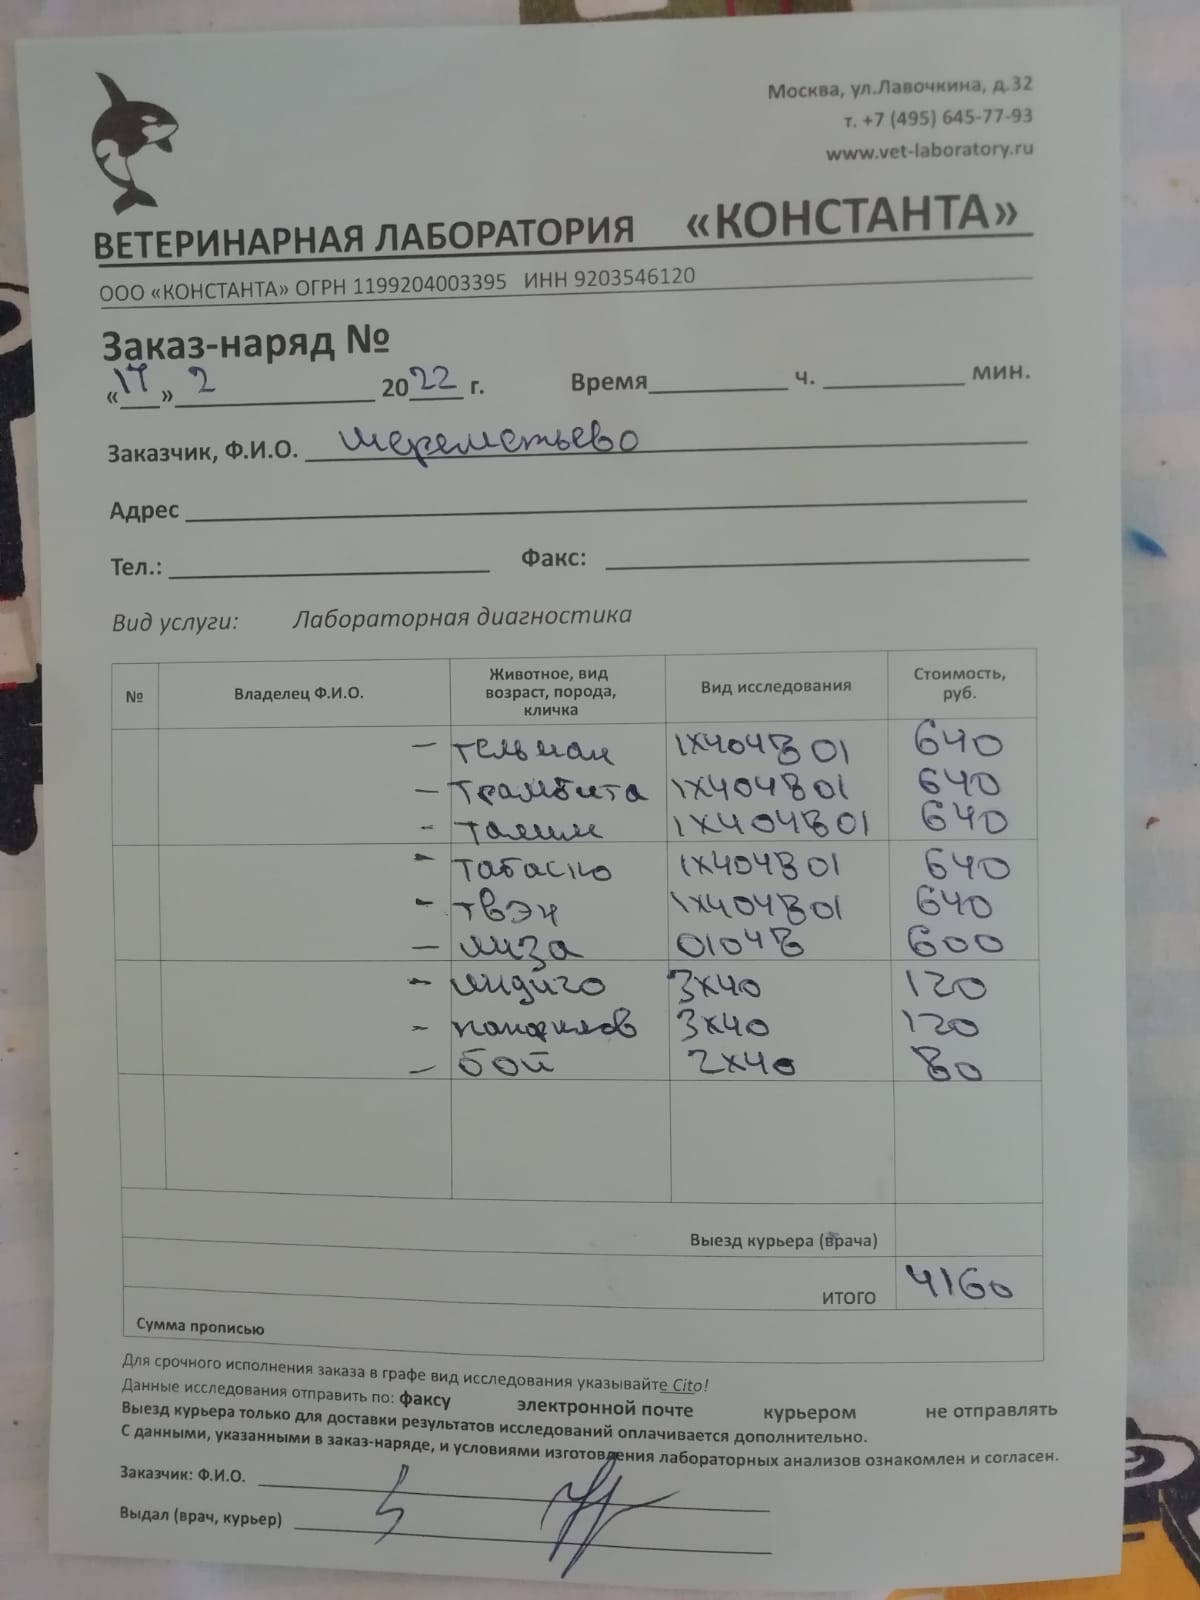 Москва, ул.Лавочкина, д.32
т. +7 (495) 645-77-93
www.vet-laboratory.ru
ВЕТЕРИНАРНАЯ ЛАБОРАТОРИЯ «КОНСТАНТА»
ООО «КОНСТАНТА» ОГРН 1199204003395 ИНН 9203546120
Заказ-наряд №
«17» 2 2022 г. Время ч. мин.
Заказчик, Ф.И.О. Шереметьево
Адрес
Тел.: Факс:
Вид услуги: Лабораторная диагностика
№ Владелец Ф.И.О. Животное, вид возраст, порода, кличка Вид исследования Стоимость, руб.
- Тельман 1х404В01 640
- Трамбита 1х404В01 640
- 1х404В01 640
- Табаско 1х404В01 640
- Твэн 1х404В01 640
- Лиза 0104В 600
- Индиго 3х40 120
- Панфилов 3х40 120
- Бой 2х40 80
Выезд курьера (врача)
ИТОГО 4160
Сумма прописью
Для срочного исполнения заказа в графе вид исследования указывайте Cito!
Данные исследования отправить по: факсу электронной почте курьером не отправлять
Выезд курьера только для доставки результатов исследований оплачивается дополнительно.
С данными, указанными в заказ-наряде, и условиями изготовления лабораторных анализов ознакомлен и согласен.
Заказчик: Ф.И.О.
Выдал (врач, курьер)